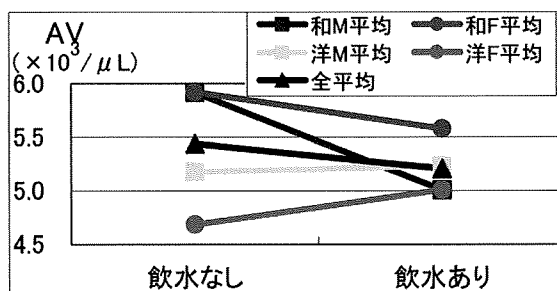 AV
(×10³/μL)
和M平均 和F平均
洋M平均 洋F平均
全平均
6.0
5.5
5.0
4.5
飲水なし 飲水あり